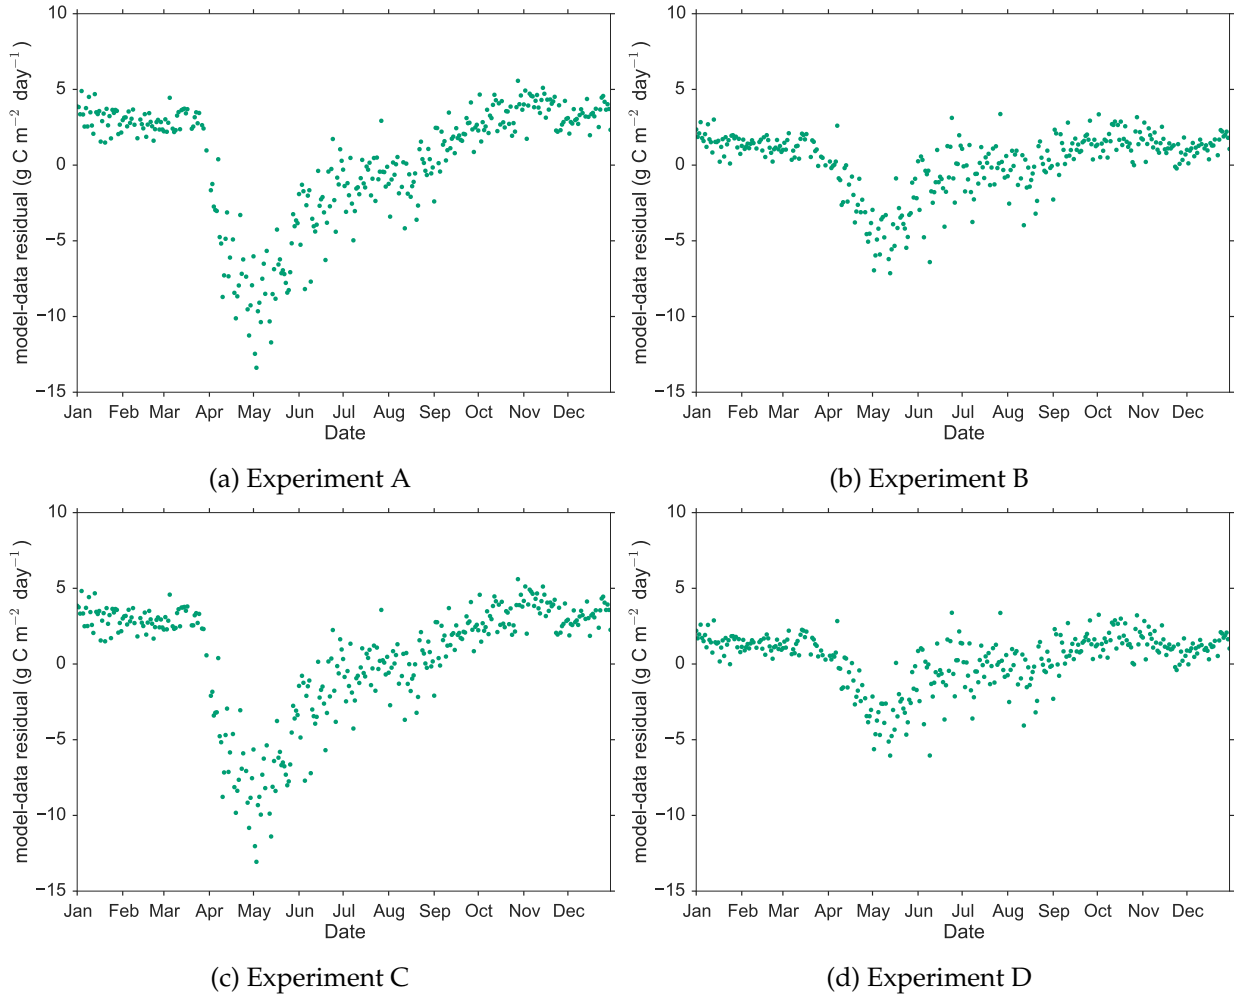 10
5
0
−5
−10
−15
model-data residual (g C m−2 day−1)
Jan Feb Mar Apr May Jun Jul Aug Sep Oct Nov Dec
Date
(a) Experiment A
10
5
0
−5
−10
−15
model-data residual (g C m−2 day−1)
Jan Feb Mar Apr May Jun Jul Aug Sep Oct Nov Dec
Date
(b) Experiment B
10
5
0
−5
−10
−15
model-data residual (g C m−2 day−1)
Jan Feb Mar Apr May Jun Jul Aug Sep Oct Nov Dec
Date
(c) Experiment C
10
5
0
−5
−10
−15
model-data residual (g C m−2 day−1)
Jan Feb Mar Apr May Jun Jul Aug Sep Oct Nov Dec
Date
(d) Experiment D